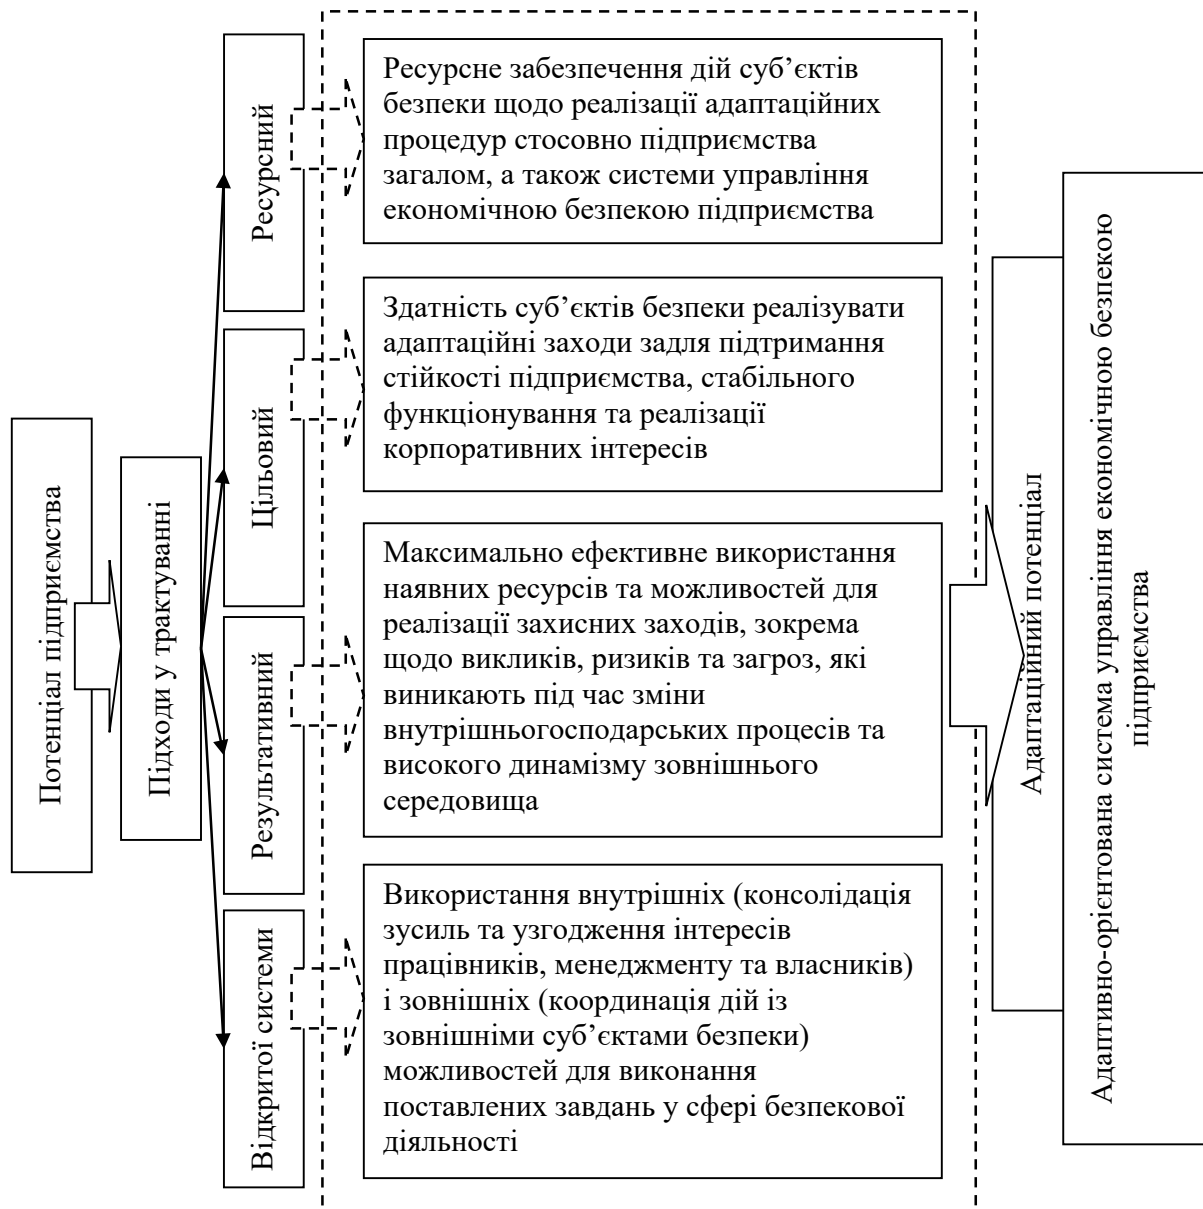 Потенціал підприємства
Підходи у трактуванні
Ресурсний
Ресурсне забезпечення дій суб’єктів
безпеки щодо реалізації адаптаційних
процедур стосовно підприємства
загалом, а також системи управління
економічною безпекою підприємства
Цільовий
Здатність суб’єктів безпеки реалізувати
адаптаційні заходи задля підтримання
стійкості підприємства, стабільного
функціонування та реалізації
корпоративних інтересів
Результативний
Максимально ефективне використання
наявних ресурсів та можливостей для
реалізації захисних заходів, зокрема
щодо викликів, ризиків та загроз, які
виникають під час зміни
внутрішньогосподарських процесів та
високого динамізму зовнішнього
середовища
Відкритої системи
Використання внутрішніх (консолідація
зусиль та узгодження інтересів
працівників, менеджменту та власників)
і зовнішніх (координація дій із
зовнішніми суб’єктами безпеки)
можливостей для виконання
поставлених завдань у сфері безпекової
діяльності
Адаптаційний потенціал
Адаптивно-орієнтована система управління економічною безпекою
підприємства